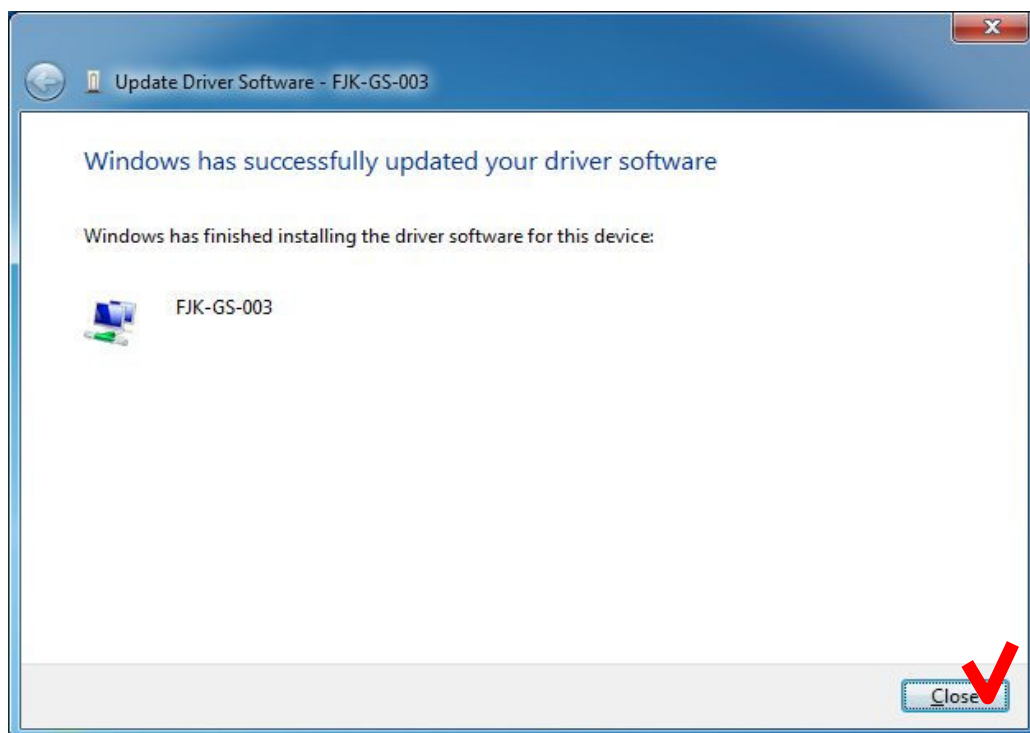 Update Driver Software - FJK-GS-003
Windows has successfully updated your driver software
Windows has finished installing the driver software for this device:
FJK-GS-003
Close